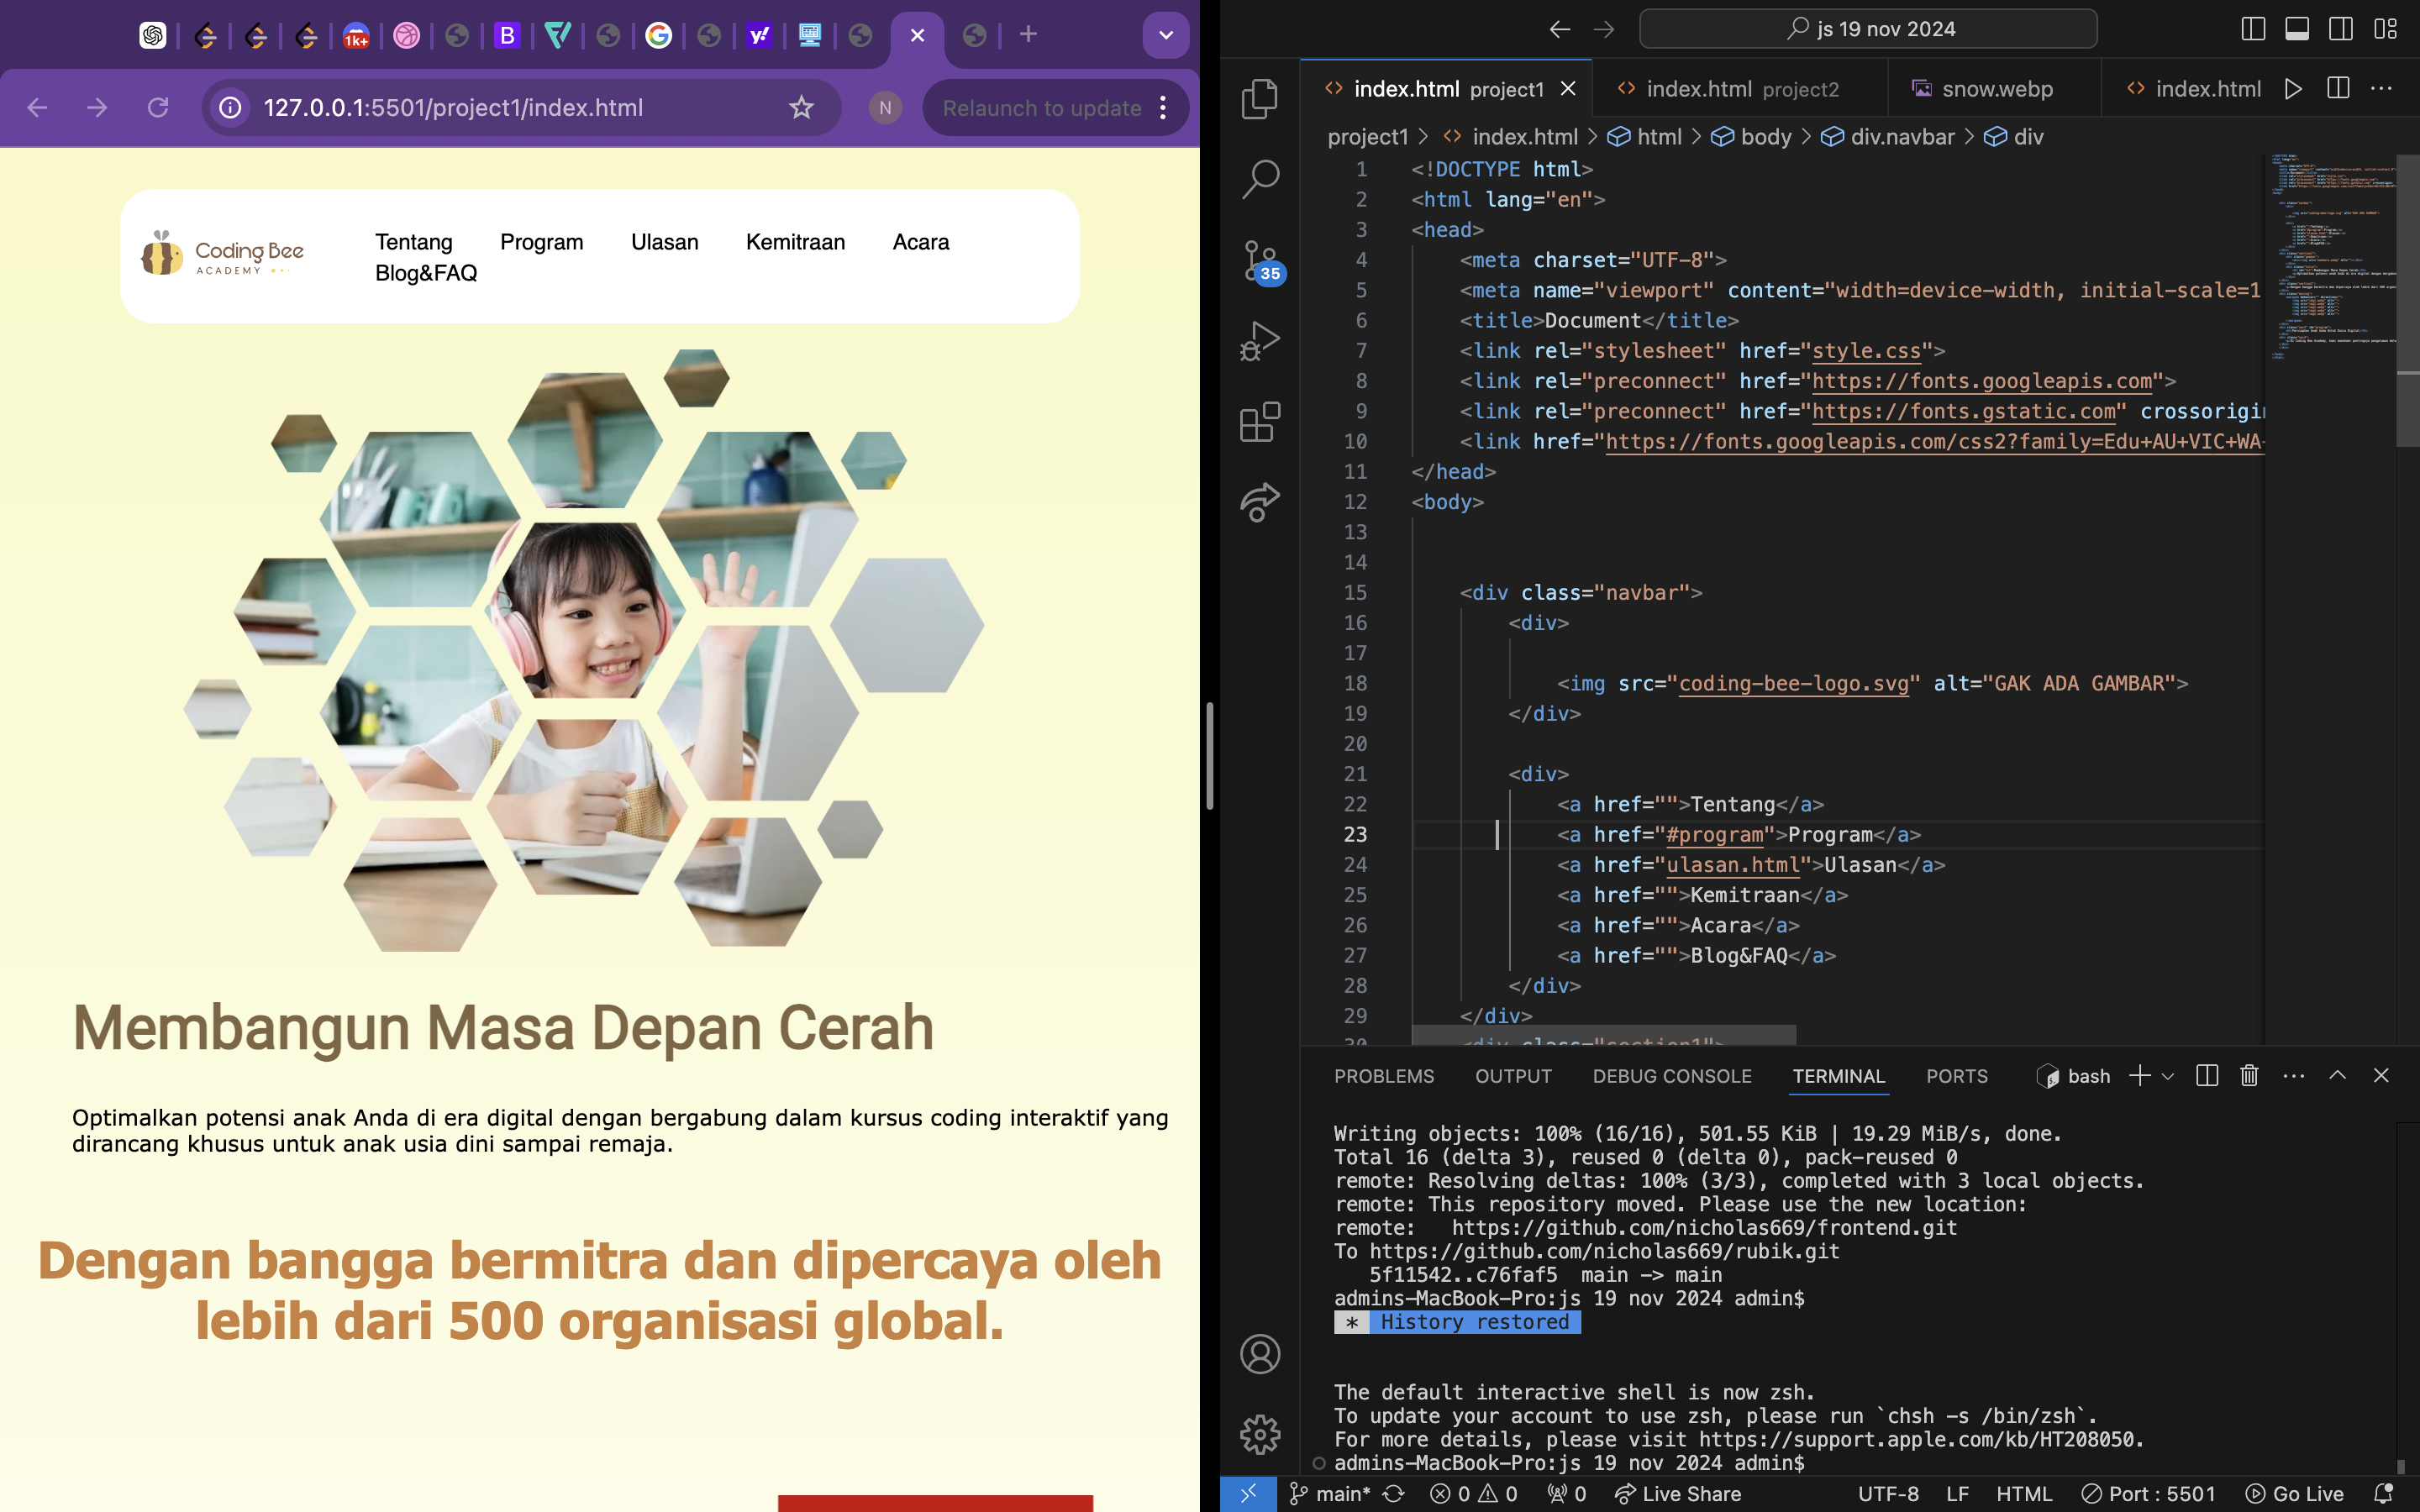 1k+
B
y!
127.0.0.1:5501/project1/index.html
N
Relaunch to update
Coding Bee
ACADEMY
Tentang Program Ulasan Kemitraan Acara
Blog&FAQ
Membangun Masa Depan Cerah
Optimalkan potensi anak Anda di era digital dengan bergabung dalam kursus coding interaktif yang
dirancang khusus untuk anak usia dini sampai remaja.
Dengan bangga bermitra dan dipercaya oleh
lebih dari 500 organisasi global.
js 19 nov 2024
index.html project1
index.html project2
snow.webp
index.html
project1 > index.html > html > body > div.navbar > div
35
1 <!DOCTYPE html>
2 <html lang="en">
3 <head>
4 <meta charset="UTF-8">
5 <meta name="viewport" content="width=device-width, initial-scale=1
6 <title>Document</title>
7 <link rel="stylesheet" href="style.css">
8 <link rel="preconnect" href="https://fonts.googleapis.com">
9 <link rel="preconnect" href="https://fonts.gstatic.com" crossorigin
10 <link href="https://fonts.googleapis.com/css2?family=Edu+AU+VIC+WA
11 </head>
12 <body>
13
14
15 <div class="navbar">
16 <div>
17
18 <img src="coding-bee-logo.svg" alt="GAK ADA GAMBAR">
19 </div>
20
21 <div>
22 <a href="">Tentang</a>
23 <a href="#program">Program</a>
24 <a href="ulasan.html">Ulasan</a>
25 <a href="">Kemitraan</a>
26 <a href="">Acara</a>
27 <a href="">Blog&FAQ</a>
28 </div>
29 </div>
30 <div class="section1">
PROBLEMS OUTPUT DEBUG CONSOLE TERMINAL PORTS bash
Writing objects: 100% (16/16), 501.55 KiB | 19.29 MiB/s, done.
Total 16 (delta 3), reused 0 (delta 0), pack-reused 0
remote: Resolving deltas: 100% (3/3), completed with 3 local objects.
remote: This repository moved. Please use the new location:
remote:   https://github.com/nicholas669/frontend.git
To https://github.com/nicholas669/rubik.git
5f11542..c76faf5  main -> main
admins-MacBook-Pro:js 19 nov 2024 admin$
* History restored
The default interactive shell is now zsh.
To update your account to use zsh, please run `chsh -s /bin/zsh`.
For more details, please visit https://support.apple.com/kb/HT208050.
admins-MacBook-Pro:js 19 nov 2024 admin$
main* 0 0 0 Live Share UTF-8 LF HTML Port : 5501 Go Live